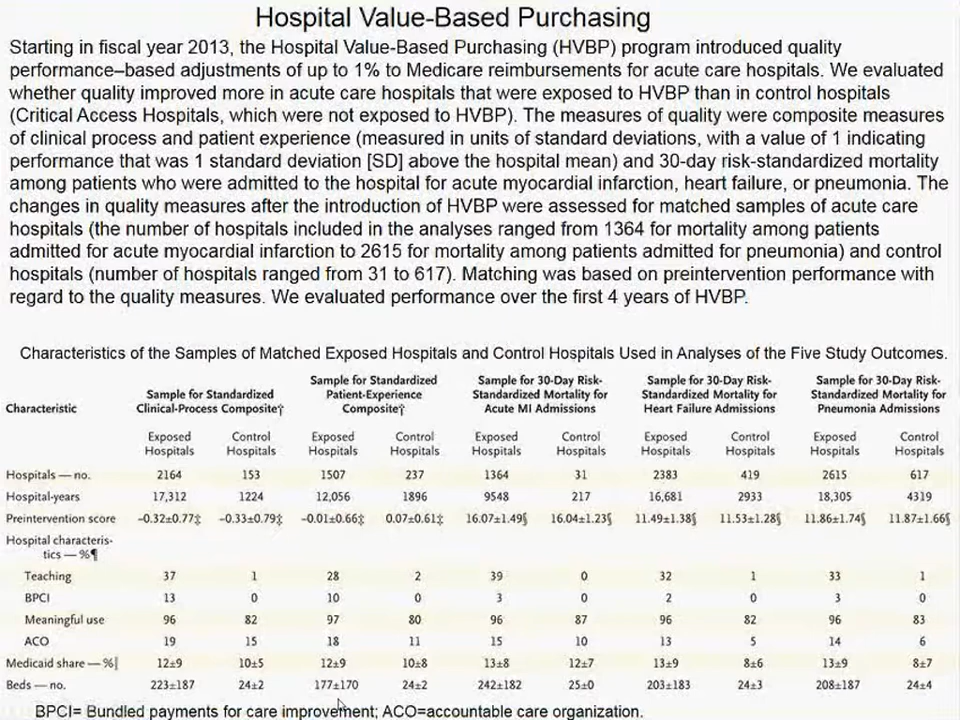 Hospital Value-Based Purchasing
Starting in fiscal year 2013, the Hospital Value-Based Purchasing (HVBP) program introduced quality
performance–based adjustments of up to 1% to Medicare reimbursements for acute care hospitals. We evaluated
whether quality improved more in acute care hospitals that were exposed to HVBP than in control hospitals
(Critical Access Hospitals, which were not exposed to HVBP). The measures of quality were composite measures
of clinical process and patient experience (measured in units of standard deviations, with a value of 1 indicating
performance that was 1 standard deviation [SD] above the hospital mean) and 30-day risk-standardized mortality
among patients who were admitted to the hospital for acute myocardial infarction, heart failure, or pneumonia. The
changes in quality measures after the introduction of HVBP were assessed for matched samples of acute care
hospitals (the number of hospitals included in the analyses ranged from 1364 for mortality among patients
admitted for acute myocardial infarction to 2615 for mortality among patients admitted for pneumonia) and control
hospitals (number of hospitals ranged from 31 to 617). Matching was based on preintervention performance with
regard to the quality measures. We evaluated performance over the first 4 years of HVBP.
Characteristics of the Samples of Matched Exposed Hospitals and Control Hospitals Used in Analyses of the Five Study Outcomes.
Characteristic Sample for Standardized Clinical-Process Composite† Sample for Standardized Patient-Experience Composite† Sample for 30-Day Risk-Standardized Mortality for Acute MI Admissions Sample for 30-Day Risk-Standardized Mortality for Heart Failure Admissions Sample for 30-Day Risk-Standardized Mortality for Pneumonia Admissions
Exposed Hospitals Control Hospitals Exposed Hospitals Control Hospitals Exposed Hospitals Control Hospitals Exposed Hospitals Control Hospitals Exposed Hospitals Control Hospitals
Hospitals — no. 2164 153 1507 237 1364 31 2383 419 2615 617
Hospital-years 17,312 1224 12,056 1896 9548 217 16,681 2933 18,305 4319
Preintervention score −0.32±0.77‡ −0.33±0.79‡ −0.01±0.66‡ 0.07±0.61‡ 16.07±1.49§ 16.04±1.23§ 11.49±1.38§ 11.53±1.28§ 11.86±1.74§ 11.87±1.66§
Hospital characteris-
tics — %¶
Teaching 37 1 28 2 39 0 32 1 33 1
BPCI 13 0 10 0 3 0 2 0 3 0
Meaningful use 96 82 97 80 96 87 96 82 96 83
ACO 19 15 18 11 15 10 13 5 14 6
Medicaid share — %‖ 12±9 10±5 12±9 10±8 13±8 12±7 13±9 8±6 13±9 8±7
Beds — no. 223±187 24±2 177±170 24±2 242±182 25±0 203±183 24±3 208±187 24±4
BPCI= Bundled payments for care improvement; ACO=accountable care organization.